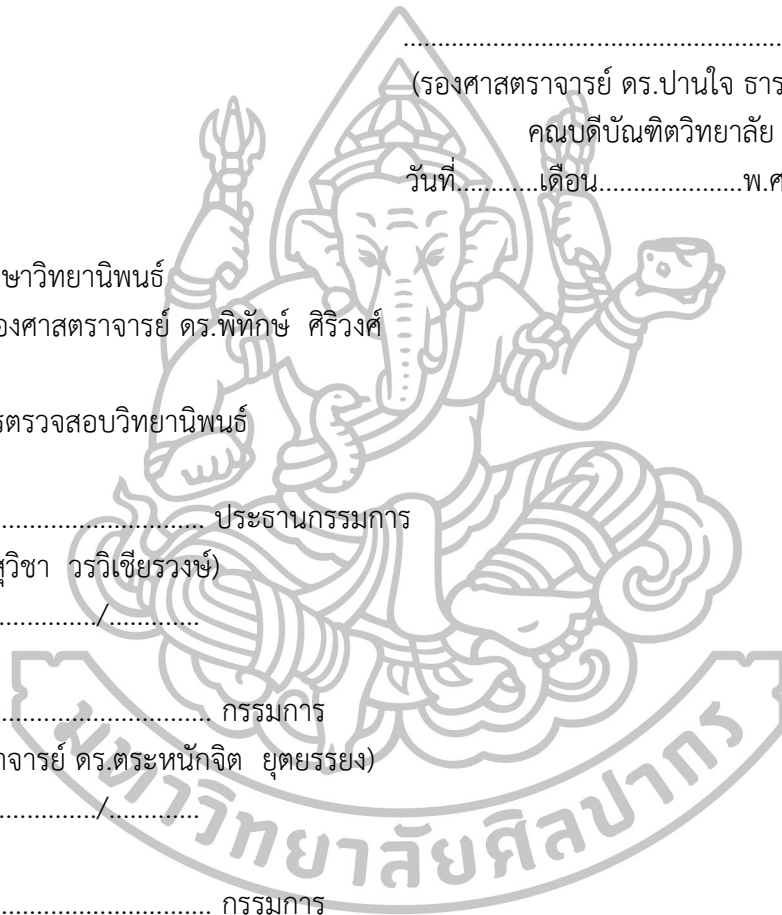 ....................................................
(รองศาสตราจารย์ ดร.ปานใจ ธาร
คณบดีบัณฑิตวิทยาลัย
วันที่............เดือน.....................พ.ศ
ษาวิทยานิพนธ์
องศาสตราจารย์ ดร.พิทักษ์ ศิริวงศ์
รตรวจสอบวิทยานิพนธ์
.............................. ประธานกรรมการ
สุวิชา วรวิเชียรวงษ์)
.............../.............
............................... กรรมการ
าจารย์ ดร.ตระหนักจิต ยุตยรรยง)
.............../.............
............................... กรรมการ
มหาวิทยาลัยศิลปากร